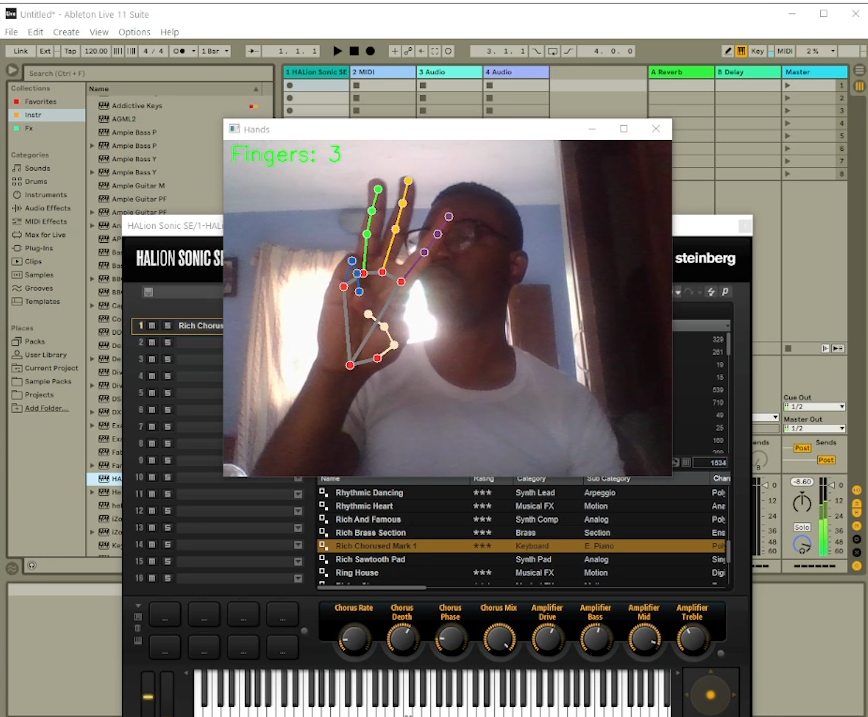 Untitled* - Ableton Live 11 Suite
File Edit Create View Options Help
Link Ext Tap 120.00 4 / 4 1 Bar 1. 1. 1 Key MIDI 2 %
3. 1. 1 4. 0. 0
Search (Ctrl + F)
Collections
Favorites
Instr
Fx
Categories
Sounds
Drums
Instruments
Audio Effects
MIDI Effects
Max for Live
Plug-Ins
Clips
Samples
Grooves
Templates
Places
Packs
User Library
Current Project
Sample Packs
Projects
Add Folder...
Name
Addictive Keys
AGML2
Ample Bass P
Ample Bass P
Ample Bass Y
Ample Bass Y
Ample Guitar M
Ample Guitar PF
Ample Guitar PF
1 HALion Sonic SE 2 MIDI 3 Audio 4 Audio A Reverb B Delay Master
1
2
3
4
5
6
7
8
Hands
Fingers: 3
HALion Sonic SE/1-HALi
HALION SONIC SE
steinberg
1 Rich Chorus
2
3
4
5
6
7
8
9
10
11
12
13
14
15
16
329
261
19
15
539
710
49
25
160
1534
Name Rating Category Sub Category Char
Rhythmic Dancing *** Synth Lead Arpeggio Pol
Rhythmic Heart *** Musical FX Motion Ana
Rich And Famous *** Synth Comp Analog Pol
Rich Brass Section *** Brass Section Ens
Rich Chorused Mark 1 *** Keyboard E. Piano Pol
Rich Sawtooth Pad Synth Pad Analog Sin
Ring House *** Musical FX Motion Digi
Chorus Rate
Chorus Depth
Chorus Phase
Chorus Mix
Amplifier Drive
Amplifier Bass
Amplifier Mid
Amplifier Treble
Cue Out
1/2
Master Out
1/2
Sends
Post
Post
-8.60
Solo
0
12
24
36
48
60